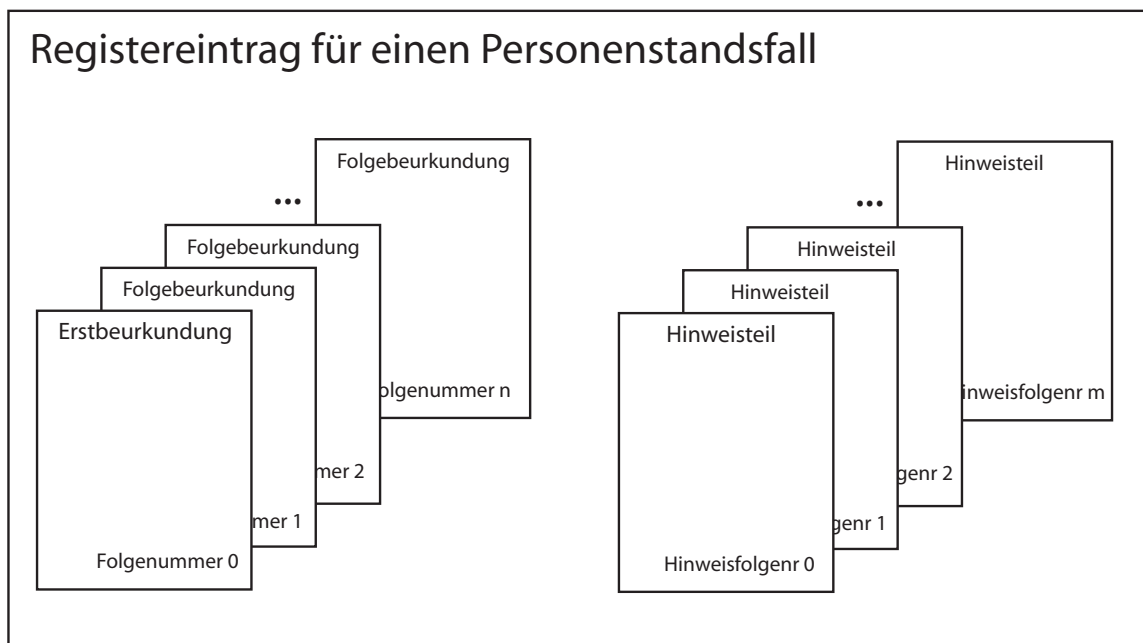 Registereintrag für einen Personenstandsfall
Folgebeurkundung
...
Folgebeurkundung
Folgebeurkundung
Erstbeurkundung
olgenummer n
mer 2
mer 1
Folgenummer 0
Hinweisteil
...
Hinweisteil
Hinweisteil
Hinweisteil
inweisfolgenr m
genr 2
genr 1
Hinweisfolgenr 0